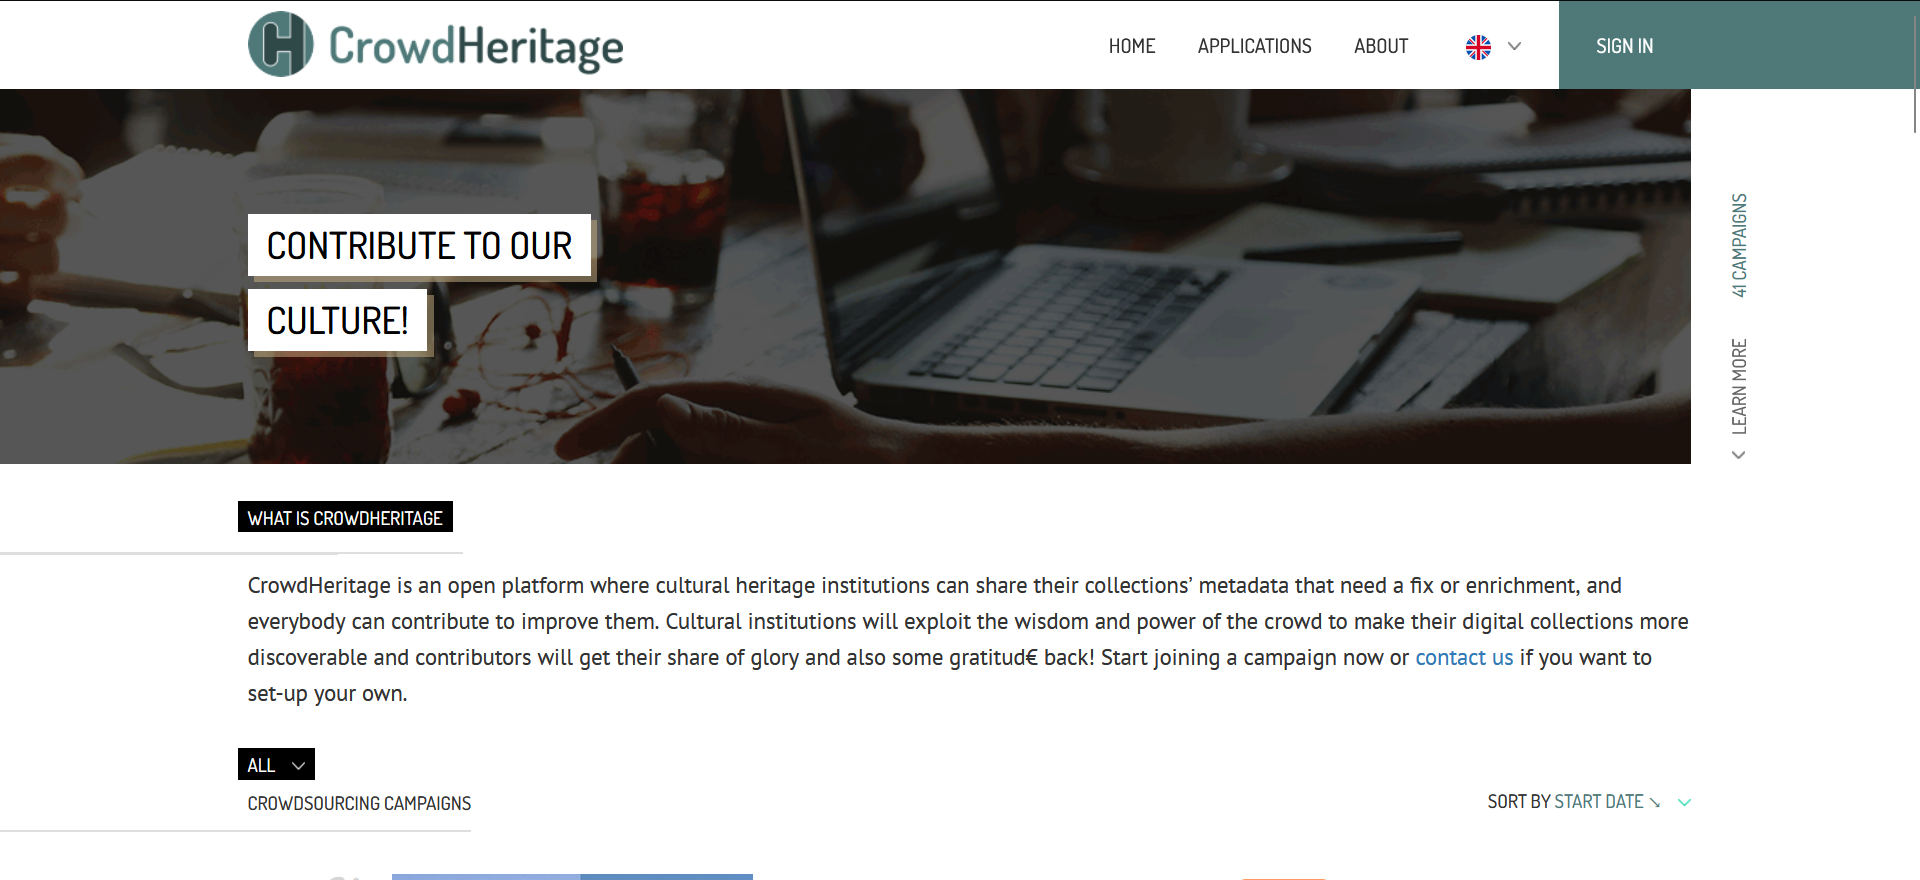 CrowdHeritage
HOME
APPLICATIONS
ABOUT
SIGN IN
CONTRIBUTE TO OUR
CULTURE!
41 CAMPAIGNS
LEARN MORE
WHAT IS CROWDHERITAGE
CrowdHeritage is an open platform where cultural heritage institutions can share their collections’ metadata that need a fix or enrichment, and
everybody can contribute to improve them. Cultural institutions will exploit the wisdom and power of the crowd to make their digital collections more
discoverable and contributors will get their share of glory and also some gratitud€ back! Start joining a campaign now or contact us if you want to
set-up your own.
ALL
CROWDSOURCING CAMPAIGNS
SORT BY START DATE ↘